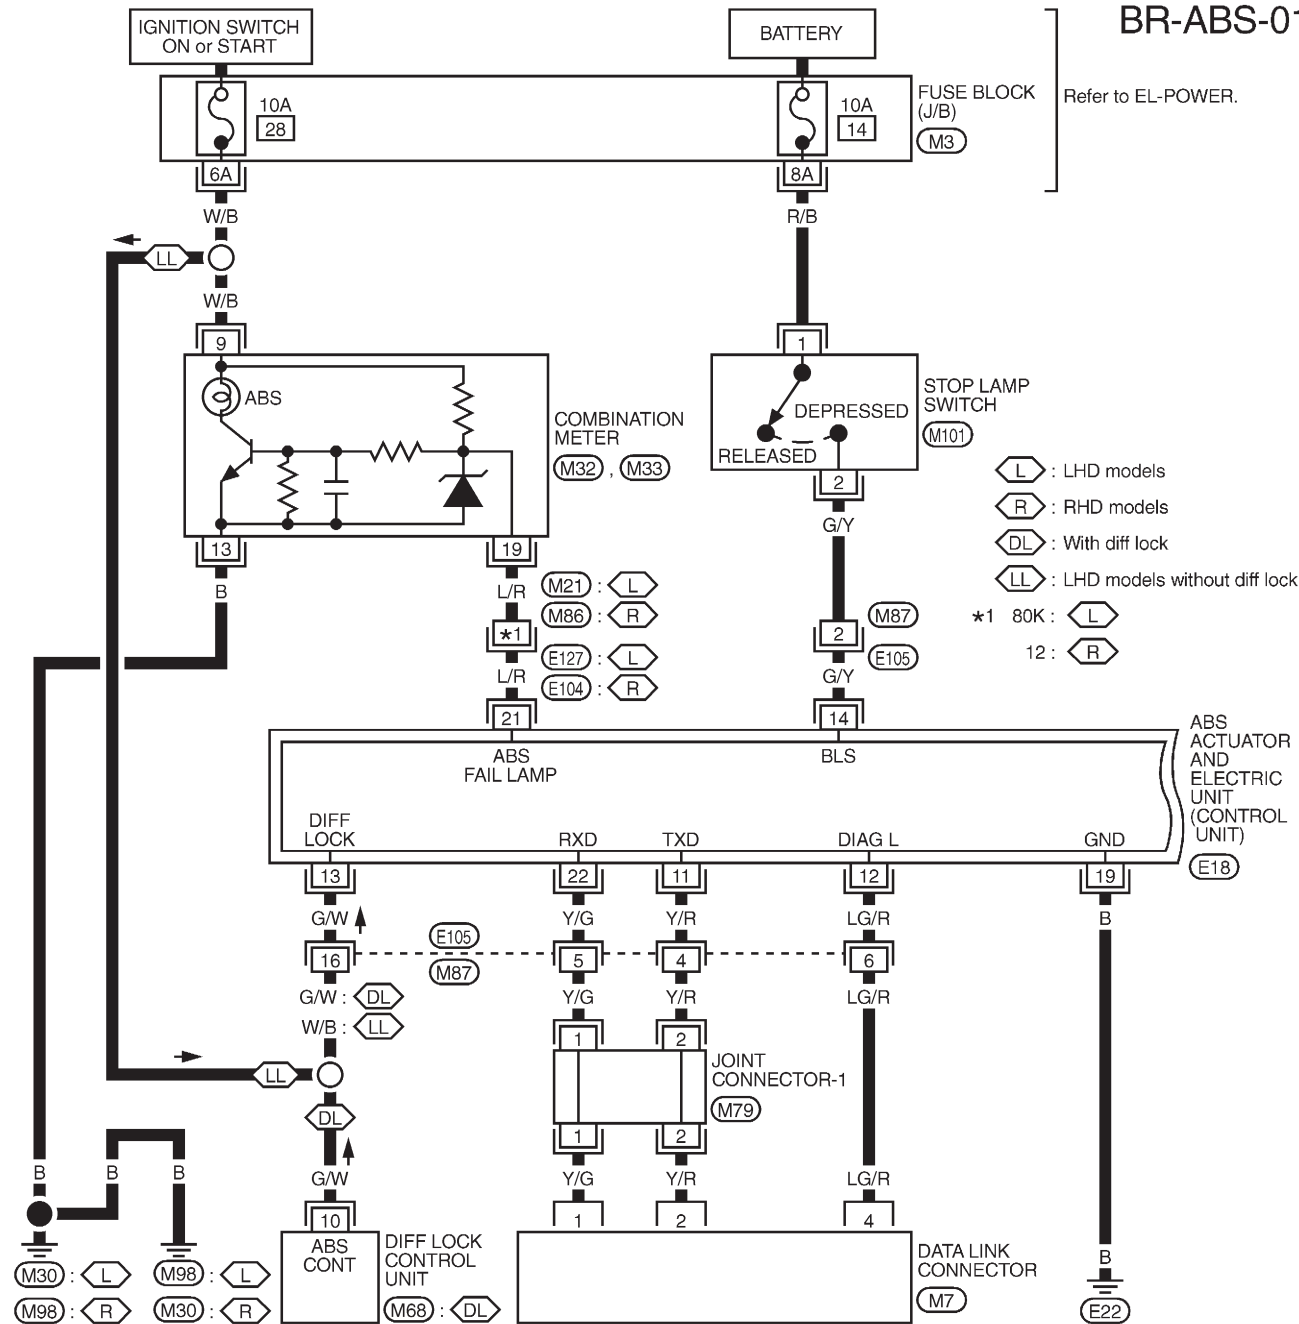 BR-ABS-01
IGNITION SWITCH
ON or START
BATTERY
Refer to EL-POWER.
10A
28
10A
14
FUSE BLOCK
(J/B)
M3
6A
8A
W/B
R/B
LL
W/B
9
1
ABS
COMBINATION
METER
M32 , M33
DEPRESSED
RELEASED
STOP LAMP
SWITCH
M101
L : LHD models
R : RHD models
DL : With diff lock
LL : LHD models without diff lock
*1 80K : L
12 : R
13
19
2
B
L/R
G/Y
M21 : L
M86 : R
*1
2
M87
E105
E127 : L
E104 : R
L/R
G/Y
21
14
ABS
FAIL LAMP
BLS
ABS
ACTUATOR
AND
ELECTRIC
UNIT
(CONTROL
UNIT)
E18
DIFF
LOCK
RXD
TXD
DIAG L
GND
13
22
11
12
19
G/W
Y/G
Y/R
LG/R
B
E105
M87
16
5
4
6
G/W : DL
W/B : LL
Y/G
Y/R
LG/R
1
2
JOINT
CONNECTOR-1
M79
LL
DL
1
2
B
B
B
G/W
Y/G
Y/R
LG/R
10
1
2
4
ABS
CONT
DIFF LOCK
CONTROL
UNIT
M68 : DL
DATA LINK
CONNECTOR
M7
B
E22
M30 : L
M98 : L
M98 : R
M30 : R